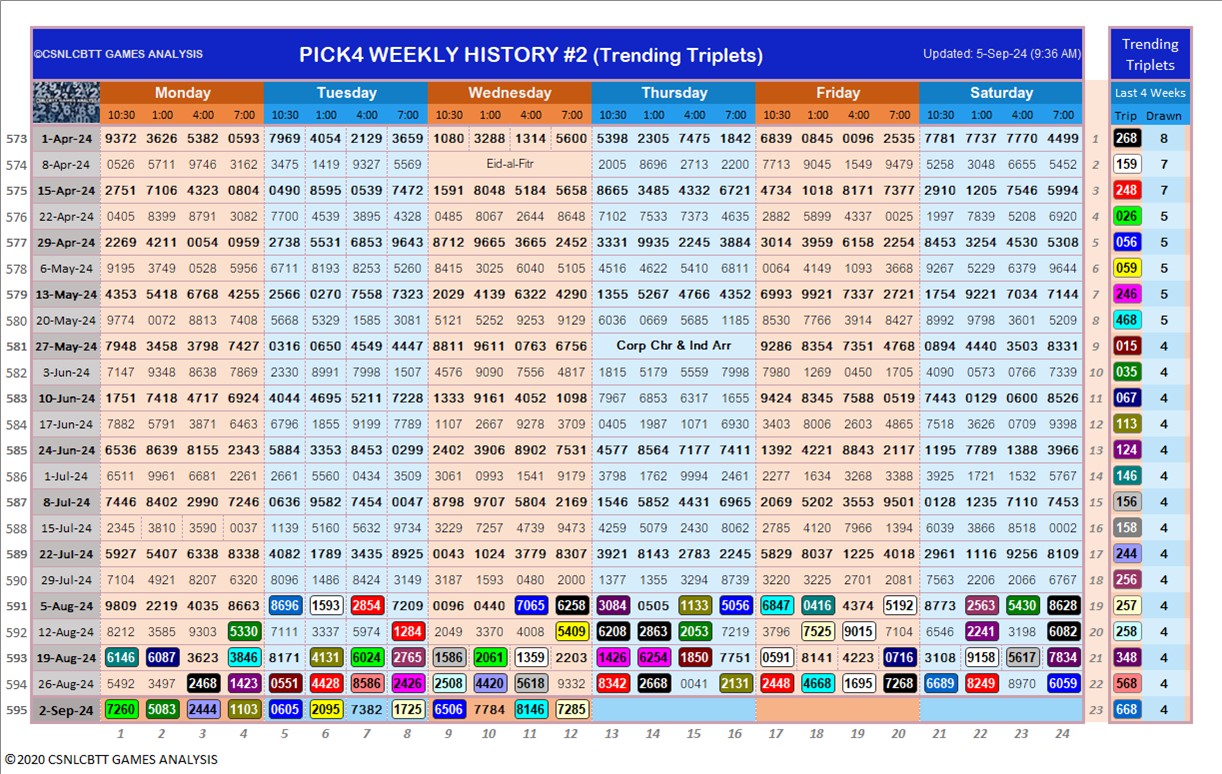 ©CSNLCBTT GAMES ANALYSIS PICK4 WEEKLY HISTORY #2 (Trending Triplets) Updated: 5-Sep-24 (9:36 AM) Trending Triplets
Monday Tuesday Wednesday Thursday Friday Saturday Last 4 Weeks
10:30 1:00 4:00 7:00 10:30 1:00 4:00 7:00 10:30 1:00 4:00 7:00 10:30 1:00 4:00 7:00 10:30 1:00 4:00 7:00 10:30 1:00 4:00 7:00 Trip Drawn
573 1-Apr-24 9372 3626 5382 0593 7969 4054 2129 3659 1080 3288 1314 5600 5398 2305 7475 1842 6839 0845 0096 2535 7781 7737 7770 4499 1 268 8
574 8-Apr-24 0526 5711 9746 3162 3475 1419 9327 5565 Eid-al-Fitr 2005 8696 2713 2200 7713 9045 1549 9479 5258 3048 6655 5452 2 159 7
575 15-Apr-24 2751 7106 4323 0804 0490 8595 0539 7472 1591 8048 5184 5658 8665 3485 4332 6721 4734 1018 8171 7377 2910 1205 7546 5994 3 248 7
576 22-Apr-24 0405 8399 8791 3082 7700 4539 3895 4328 0485 8067 2644 8648 7102 7533 7373 4635 2882 5899 4337 0025 1997 7839 5208 6920 4 026 5
577 29-Apr-24 2269 4211 0054 0959 2738 5531 6853 9643 8712 9665 3665 2452 3331 9935 2245 3884 3014 3959 6158 2254 8453 3254 4530 5308 5 056 5
578 6-May-24 9195 3749 0528 5956 6711 8193 8253 5260 8415 3025 6040 5105 4516 4622 5410 6811 0064 4149 1093 3668 9267 5229 6379 9644 6 059 5
579 13-May-24 4353 5418 6768 4255 2566 0270 7558 7323 2029 4139 6322 4290 1355 5267 4766 4352 6993 9921 7337 2721 1754 9221 7034 7144 7 246 5
580 20-May-24 9774 0072 8813 7408 5668 5329 1585 3081 5121 5252 9253 9129 6036 0669 5685 1185 8530 7766 3914 8427 8992 9798 3601 5209 8 468 5
581 27-May-24 7948 3458 3798 7427 0316 0650 4549 4447 9811 9611 0763 6756 Corp Chr & Ind Arr 9286 8354 7351 4768 0894 4440 3503 8331 9 015 4
582 3-Jun-24 7147 9348 8638 7869 2330 8991 7998 1507 4576 9090 7556 4817 1815 5179 5559 7998 7980 1269 0450 1705 4090 0573 0766 7339 10 035 4
583 10-Jun-24 1751 7418 4717 6924 4044 4695 5211 7228 1333 9161 4052 1098 7967 6853 6317 1655 9424 8345 7588 0519 7443 0129 0600 8526 11 067 4
584 17-Jun-24 7882 5791 3871 6463 6796 1855 9199 7789 1107 2667 9278 3709 0405 1987 1071 6930 3403 8006 2603 4865 7518 3626 0709 9398 12 113 4
585 24-Jun-24 6536 8639 8155 2343 5884 3353 8453 0299 2402 3906 8902 7531 4577 8564 7177 7411 1392 4221 8843 2117 1195 7789 1388 3966 13 124 4
586 1-Jul-24 6511 9961 6681 2261 2661 5560 0434 3509 1061 0993 1541 9179 3798 1762 9994 2461 2277 1634 3268 3388 3925 1721 1532 5767 14 146 4
587 8-Jul-24 7446 8402 2990 7246 0636 9582 7454 0047 8798 9707 5804 2169 1546 5852 4431 6965 2069 5202 3553 9501 0128 1235 7110 7453 15 156 4
588 15-Jul-24 2345 3810 3590 0037 1139 5160 5632 9734 3229 7257 4739 9473 4259 5079 2430 8062 2785 4120 7966 1394 6039 3866 8518 0002 16 158 4
589 22-Jul-24 5927 5407 6338 8338 4082 1789 3435 8925 0043 1024 3779 8307 3921 8143 2783 2245 5829 8037 1225 4018 2961 1116 9256 8109 17 244 4
590 29-Jul-24 7104 4921 8207 6320 8096 1486 8424 3149 3187 1593 0480 2000 1377 1355 3294 8739 3220 3225 2701 2081 7563 2206 2066 6767 18 256 4
591 5-Aug-24 9809 2219 4035 8663 8696 1593 2854 7209 0096 0440 7065 6258 3084 0505 1133 5056 6847 0416 4374 5192 8773 2563 5430 8628 19 257 4
592 12-Aug-24 8212 3585 9303 5330 7111 3337 5974 1284 2049 3370 4008 5409 6208 2863 2053 7219 3796 7525 9015 7104 6546 2241 3198 6082 20 258 4
593 19-Aug-24 6146 6087 3623 3846 8171 4131 6024 2765 1586 2061 1359 2203 1426 6254 1850 7751 0591 8141 4223 0716 3108 9158 5617 7834 21 348 4
594 26-Aug-24 5492 3497 2468 1423 0551 4428 8586 2426 2508 4420 5618 9332 8342 2668 0041 2131 2448 4668 1695 7268 6689 8249 8970 6059 22 568 4
595 2-Sep-24 7260 5083 2444 1103 0605 2095 7382 1725 6506 7784 8146 7285 23 668 4
1 2 3 4 5 6 7 8 9 10 11 12 13 14 15 16 17 18 19 20 21 22 23 24
©2020 CSNLCBTT GAMES ANALYSIS